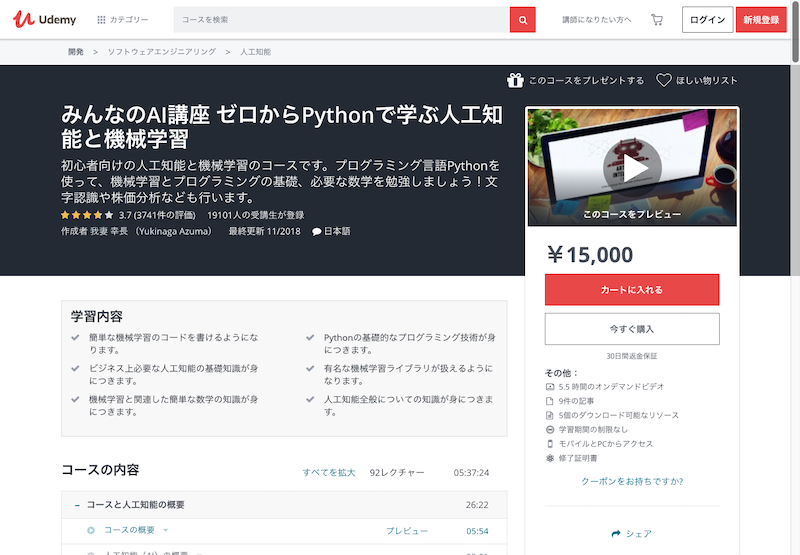 Udemy
カテゴリー
コースを検索
講師になりたい方へ
ログイン
新規登録
開発 > ソフトウェアエンジニアリング > 人工知能
このコースをプレゼントする
ほしい物リスト
みんなのAI講座 ゼロからPythonで学ぶ人工知
能と機械学習
初心者向けの人工知能と機械学習のコースです。プログラミング言語Pythonを
使って、機械学習とプログラミングの基礎、必要な数学を勉強しましょう！文
字認識や株価分析なども行います。
3.7 (3741件の評価) 19101人の受講生が登録
作成者 我妻 幸長 （Yukinaga Azuma） 最終更新 11/2018 日本語
このコースをプレビュー
￥15,000
カートに入れる
今すぐ購入
30日間返金保証
その他：
5.5 時間のオンデマンドビデオ
9件の記事
5個のダウンロード可能なリソース
学習期間の制限なし
モバイルとPCからアクセス
修了証明書
クーポンをお持ちですか?
シェア
学習内容
簡単な機械学習のコードを書けるようにな
ります。
ビジネス上必要な人工知能の基礎知識が身
につきます。
機械学習と関連した簡単な数学の知識が身
につきます。
Pythonの基礎的なプログラミング技術が身
につきます。
有名な機械学習ライブラリが扱えるように
なります。
人工知能全般についての知識が身につきま
す。
コースの内容
すべてを拡大 92レクチャー 05:37:24
– コースと人工知能の概要 26:22
コースの概要 プレビュー 05:54